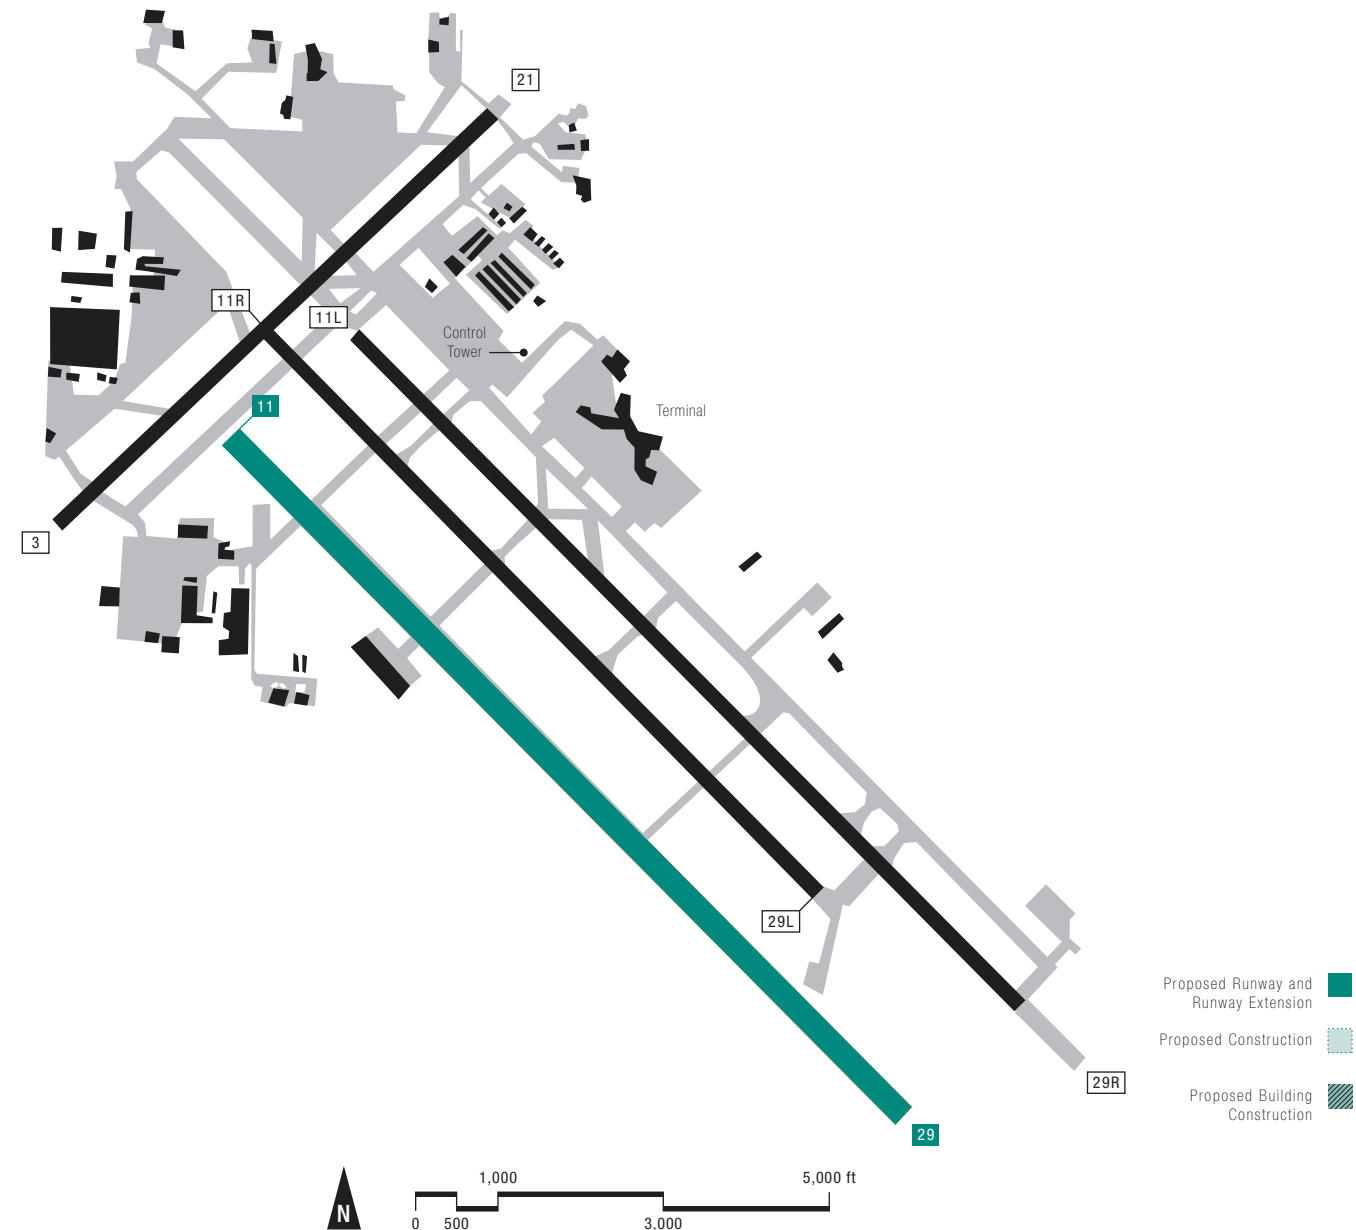 21
11R
11L
Control
Tower
11
Terminal
3
29L
Proposed Runway and
Runway Extension
Proposed Construction
29R
Proposed Building
Construction
29
1,000
5,000 ft
N
0
500
3,000